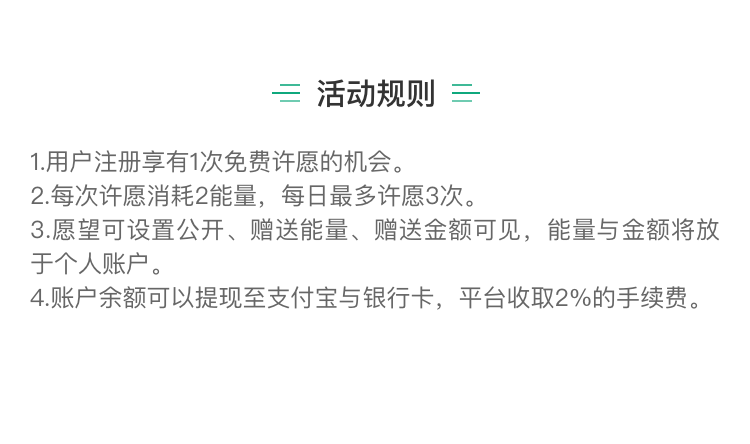 活动规则
1.用户注册享有1次免费许愿的机会。
2.每次许愿消耗2能量，每日最多许愿3次。
3.愿望可设置公开、赠送能量、赠送金额可见，能量与金额将放
于个人账户。
4.账户余额可以提现至支付宝与银行卡，平台收取2%的手续费。